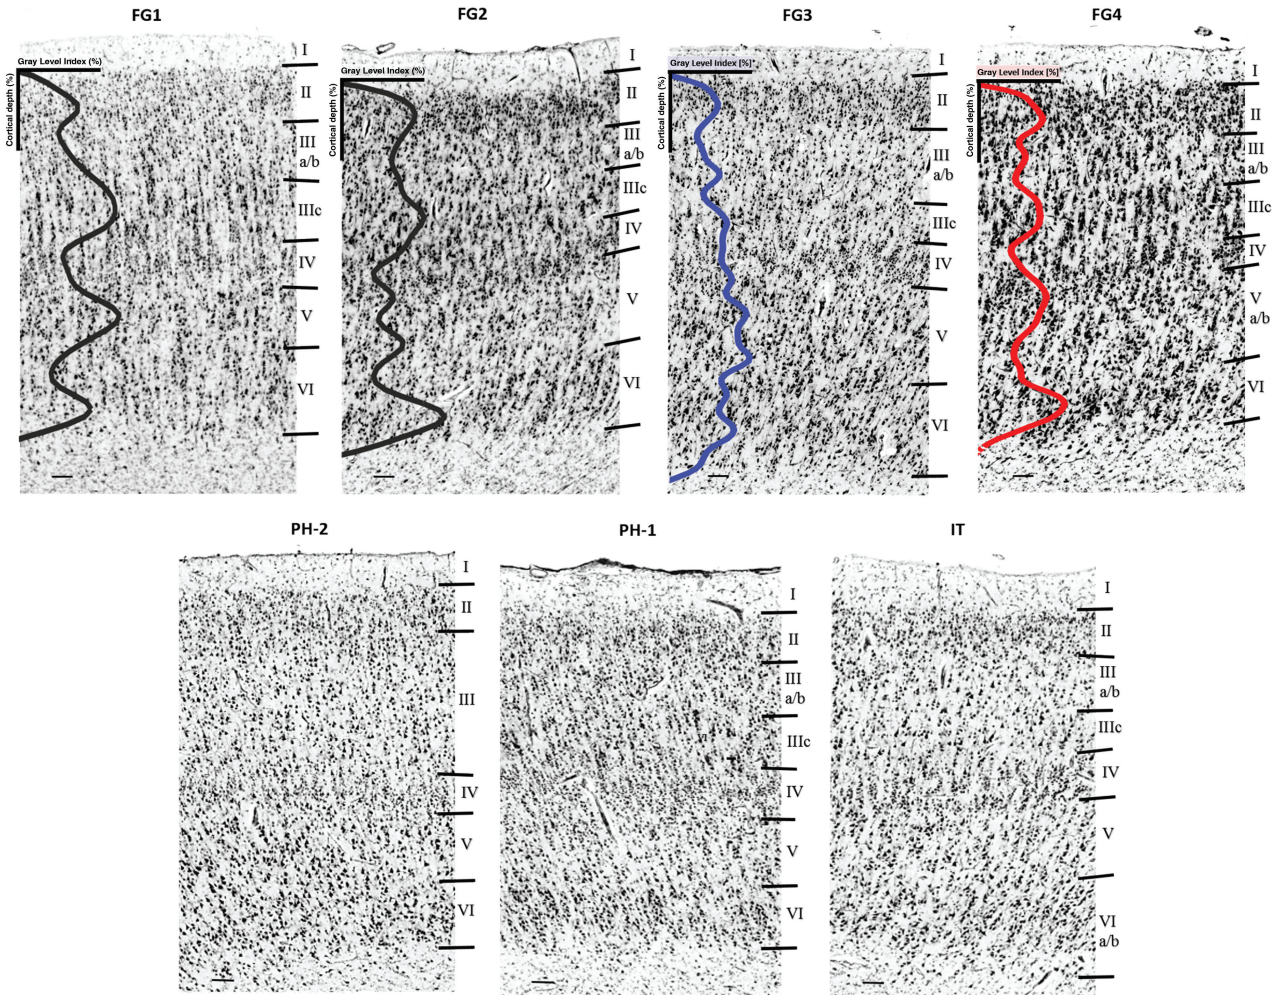 FG1
Gray Level Index (%)
Cortical depth (%)
I
II
III
a/b
IIIc
IV
V
VI
FG2
Gray Level Index (%)
Cortical depth (%)
I
II
III
a/b
IIIc
IV
V
VI
FG3
Gray Level Index [%]
Cortical depth (%)
I
II
III
a/b
IIIc
IV
V
VI
FG4
Gray Level Index [%]
Cortical depth (%)
I
II
III
a/b
IIIc
IV
V
a/b
VI
PH-2
I
II
III
IV
V
VI
PH-1
I
II
III
a/b
IIIc
IV
V
VI
IT
I
II
III
a/b
IIIc
IV
V
VI
a/b